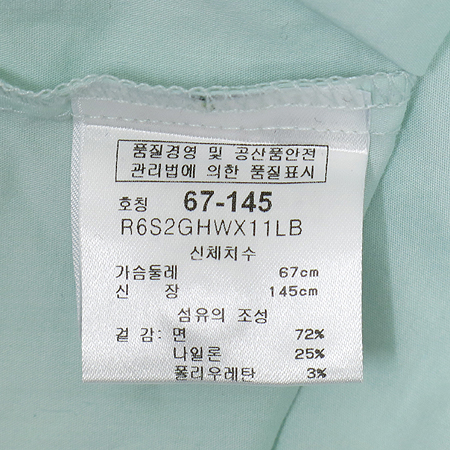 품질경영 및 공산품안전
관리법에 의한 품질표시
호칭 67-145
R6S2GHWX11LB
신체치수
가슴둘레 67cm
신 장 145cm
섬유의 조성
겉 감: 면 72%
나일론 25%
폴리우레탄 3%